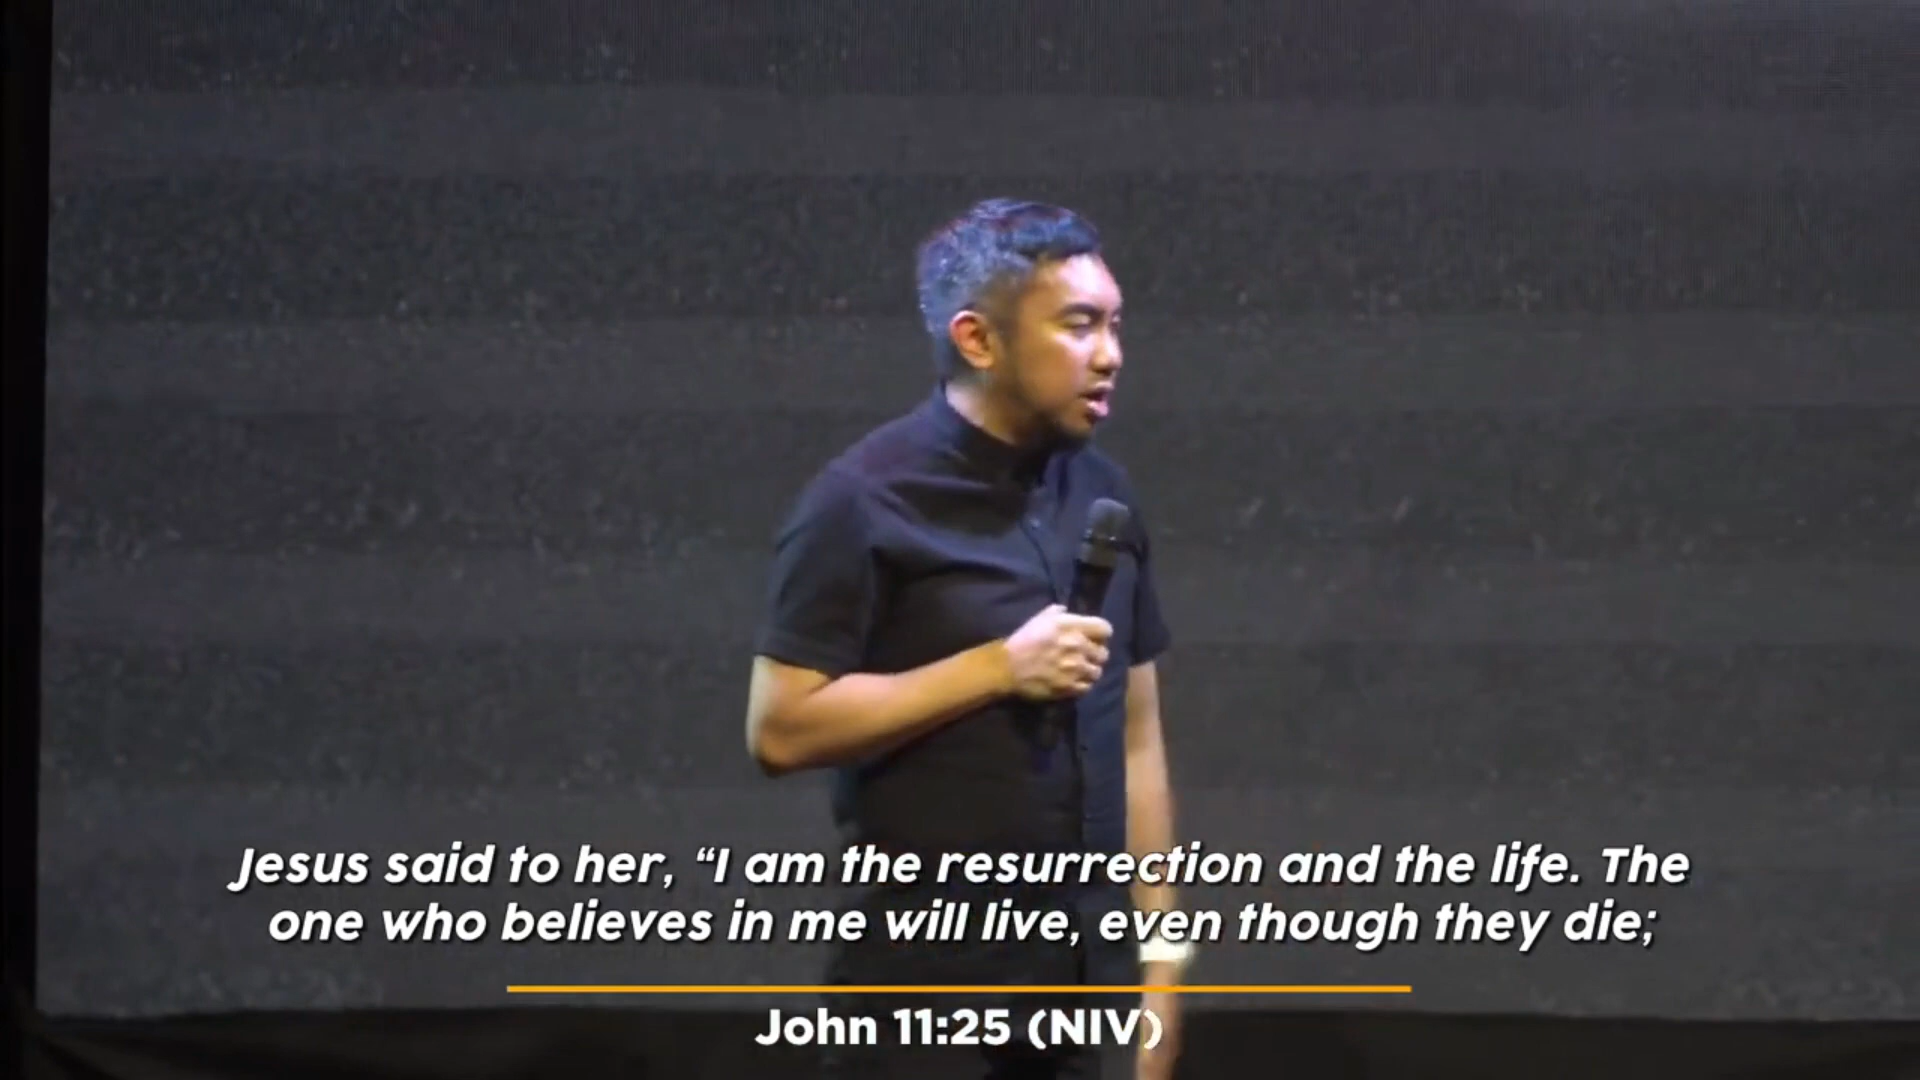 Jesus said to her, “I am the resurrection and the life. The
one who believes in me will live, even though they die;
John 11:25 (NIV)